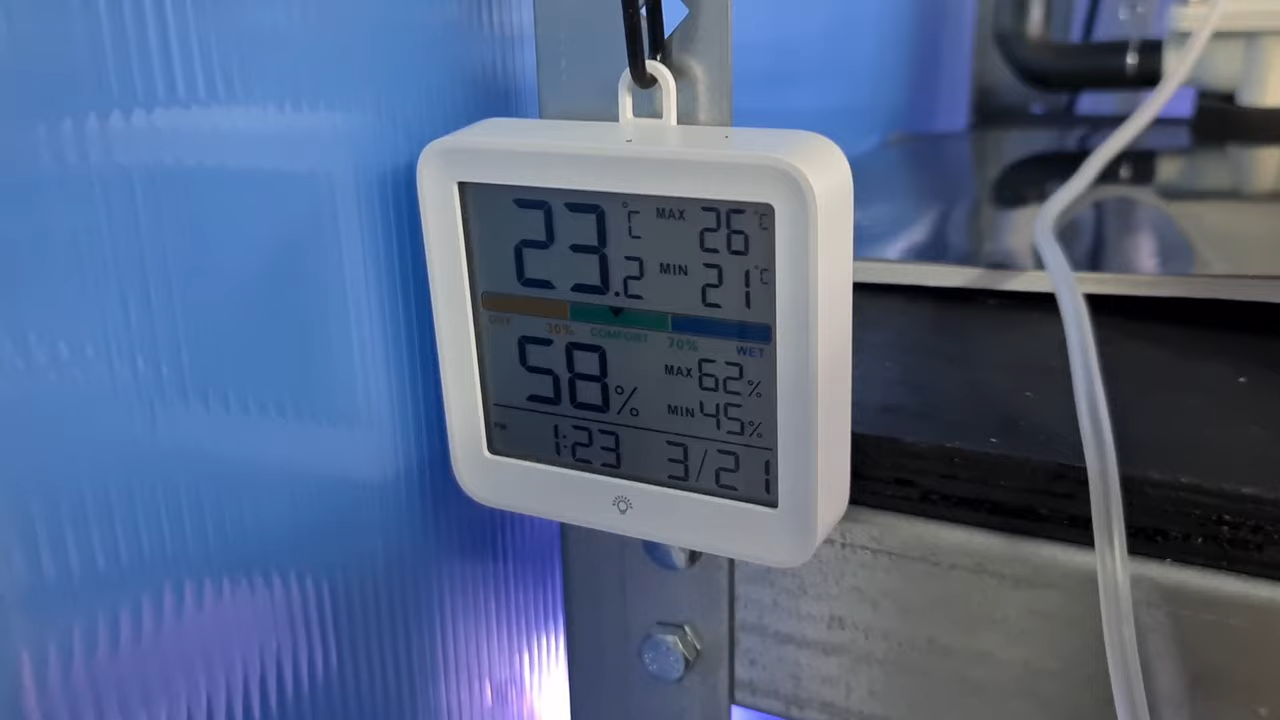 23.2 °C MAX 26 °C
MIN 21 °C
DRY 30% COMFORT 70% WET
58% MAX 62%
MIN 45%
PM 1:23 3/21